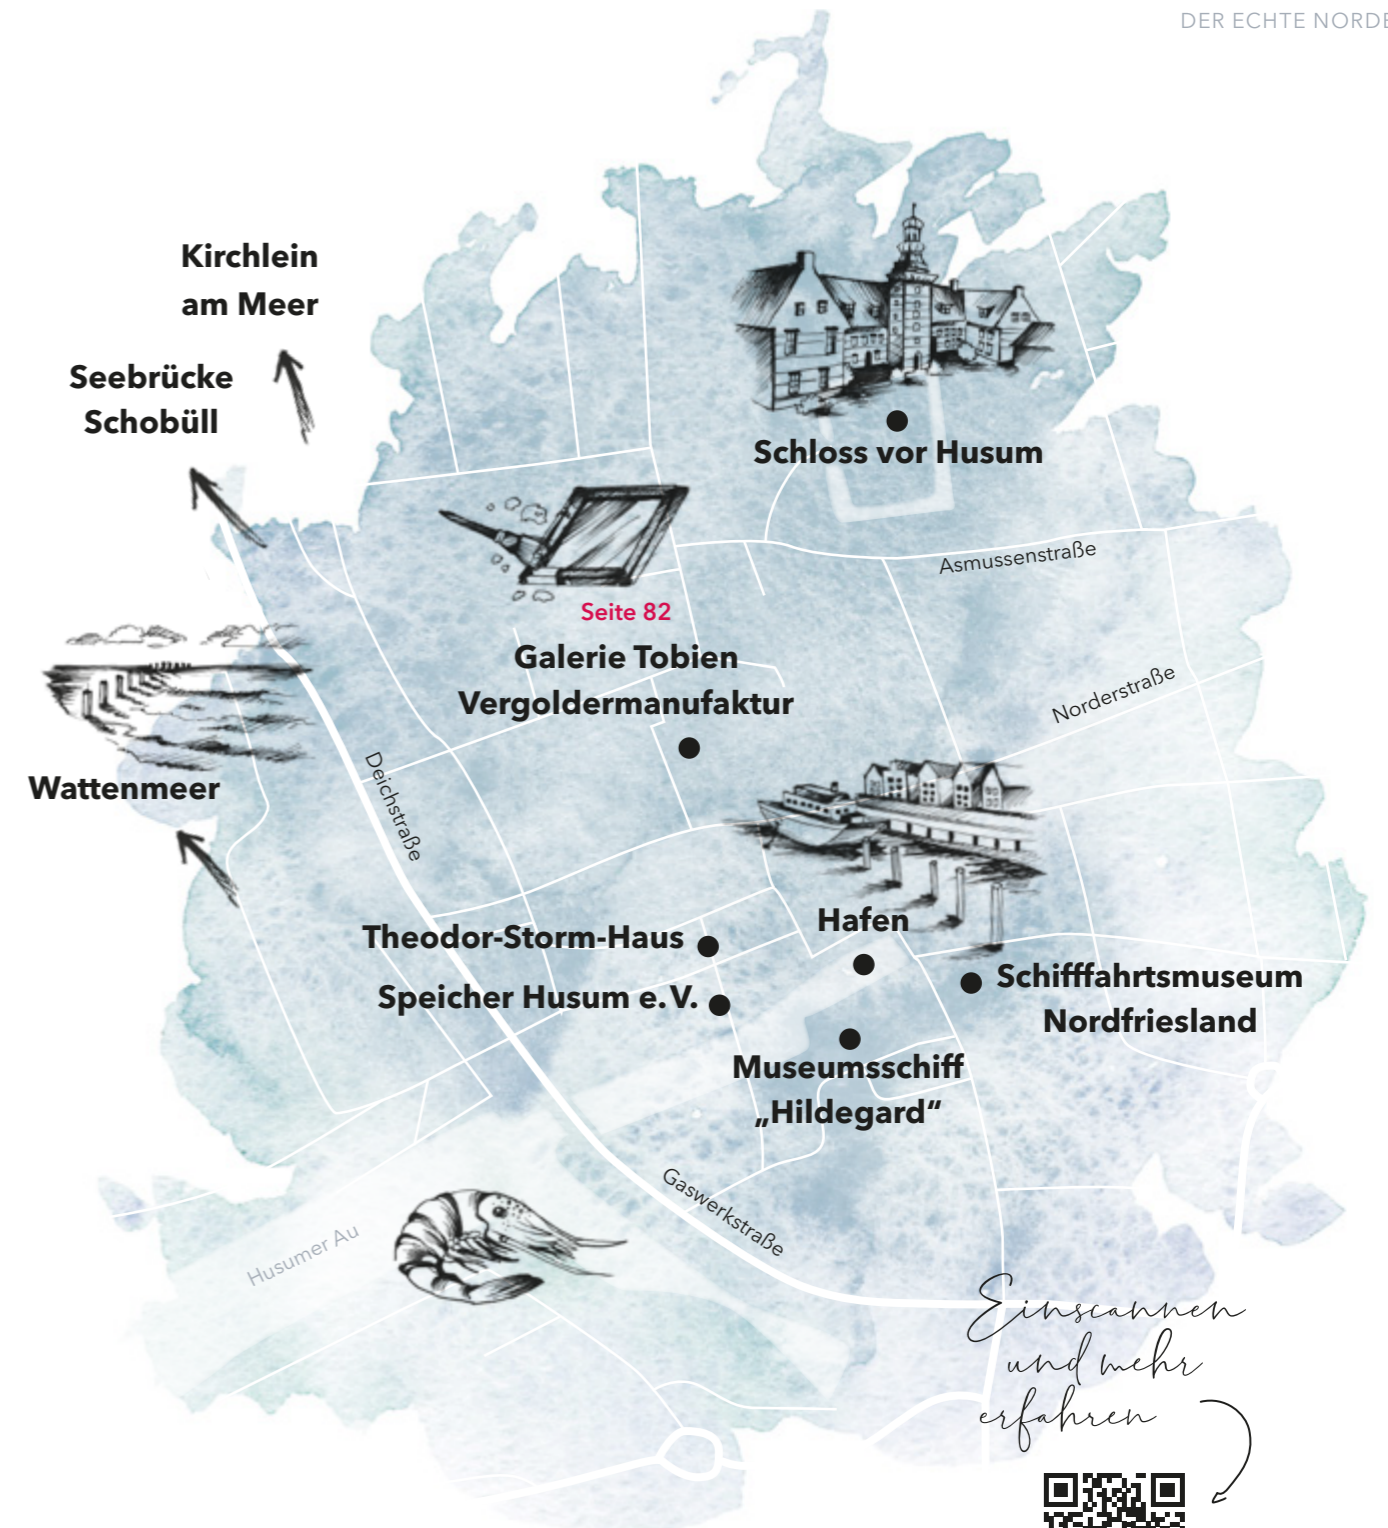 DER ECHTE NORDE
Kirchlein
am Meer
Seebrücke
Schobüll
Schloss vor Husum
Asmussenstraße
Seite 82
Galerie Tobien
Vergoldermanufaktur
Norderstraße
Wattenmeer
Deichstraße
Theodor-Storm-Haus
Hafen
Speicher Husum e. V.
Schifffahrtsmuseum
Nordfriesland
Museumsschiff
„Hildegard“
Gaswerkstraße
Husumer Au
Einscannen
und mehr
erfahren